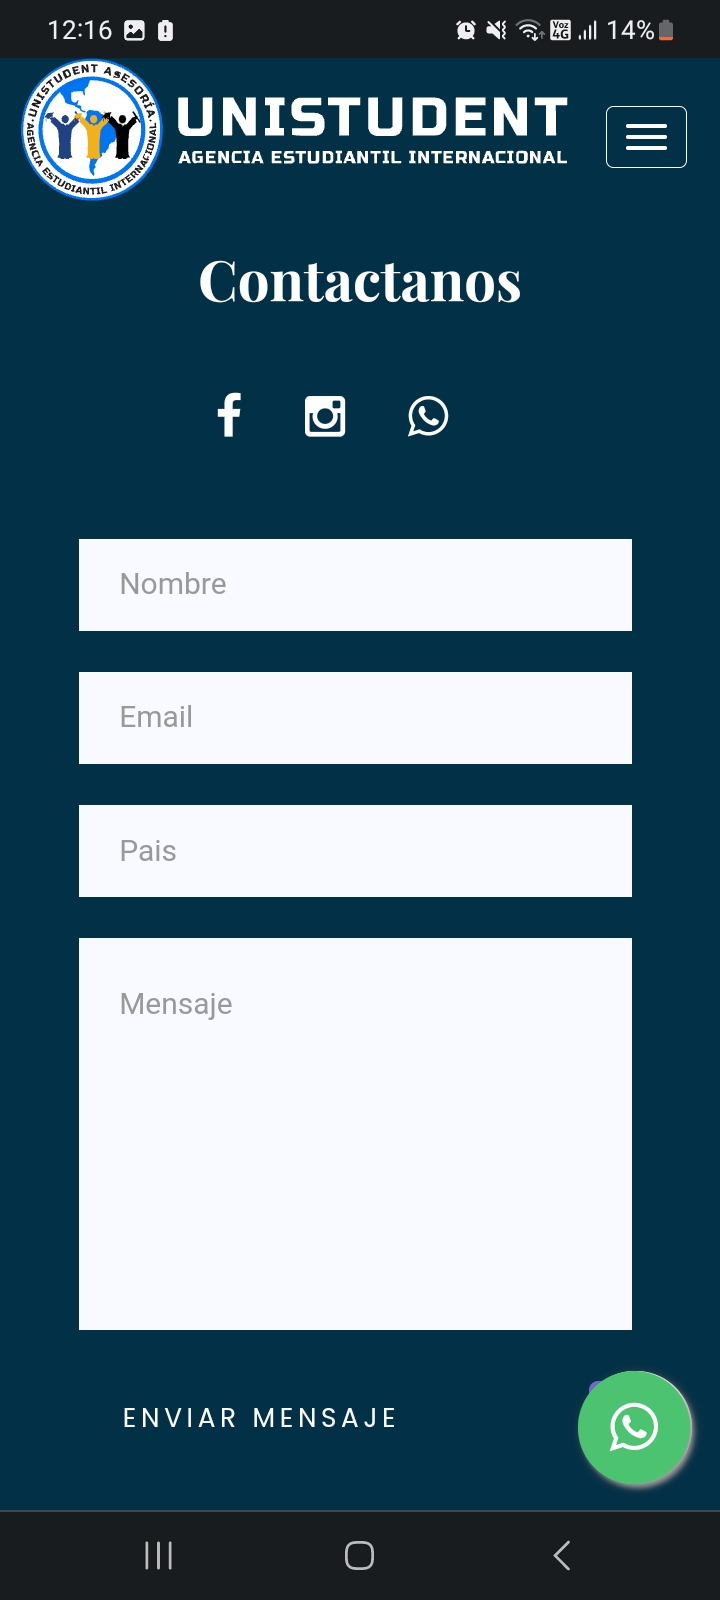 12:16
Voz 4G
14%
UNISTUDENT ASESORÍA
AGENCIA ESTUDIANTIL INTERNACIONAL
UNISTUDENT
AGENCIA ESTUDIANTIL INTERNACIONAL
Contactanos
Nombre
Email
Pais
Mensaje
ENVIAR MENSAJE